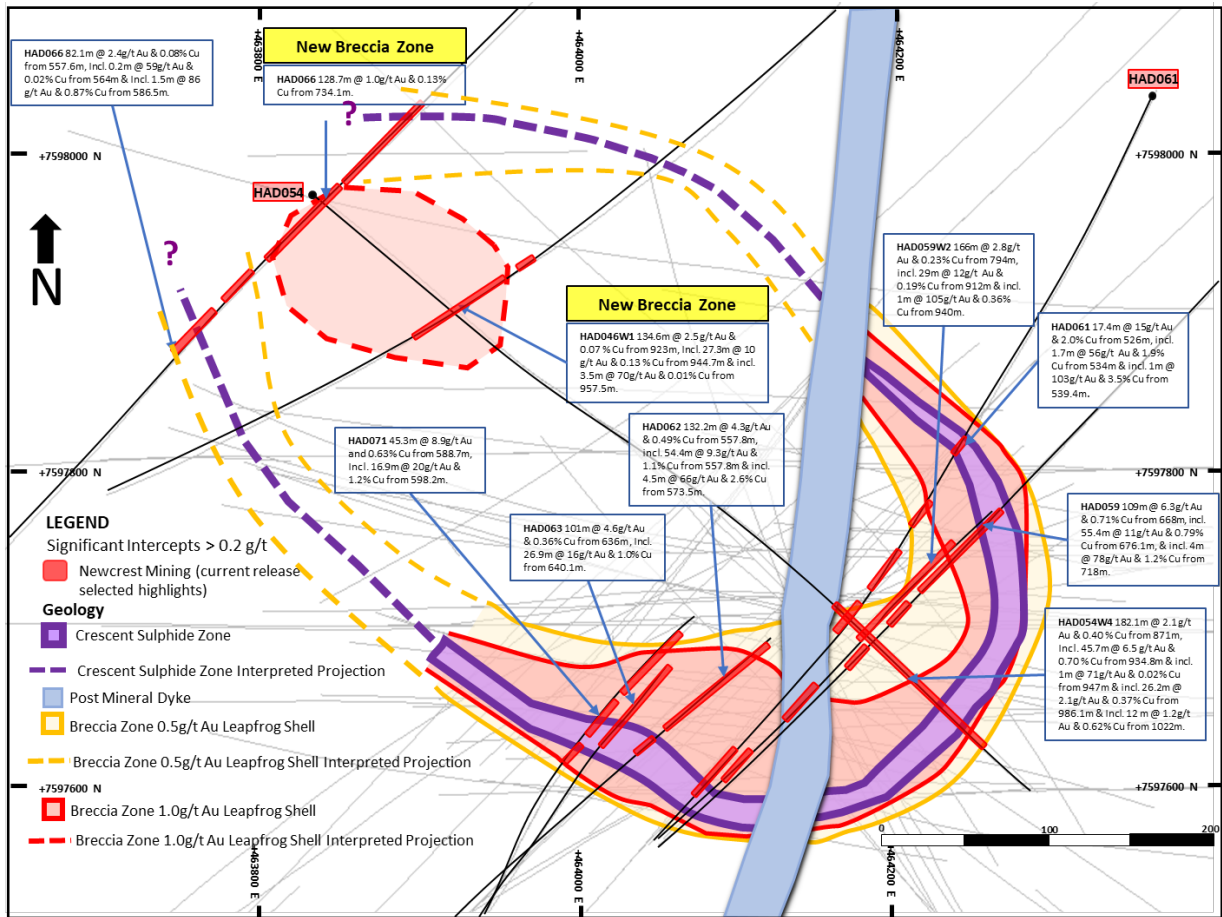 +463800 E
+464000 E
+464200 E
HAD066 82.1m @ 2.4g/t Au & 0.08% Cu
from 557.6m, Incl. 0.2m @ 59g/t Au &
0.02% Cu from 564m & Incl. 1.5m @ 86
g/t Au & 0.87% Cu from 586.5m.
New Breccia Zone
HAD066 128.7m @ 1.0g/t Au & 0.13%
Cu from 734.1m.
?
HAD061
+7598000 N
+7598000 N
HAD054
?
N
HAD059W2 166m @ 2.8g/t
Au & 0.23% Cu from 794m,
incl. 29m @ 12g/t Au &
0.19% Cu from 912m & incl.
1m @ 105g/t Au & 0.36%
Cu from 940m.
New Breccia Zone
HAD046W1 134.6m @ 2.5g/t Au &
0.07 % Cu from 923m, Incl. 27.3m @ 10
g/t Au & 0.13 % Cu from 944.7m & incl.
3.5m @ 70g/t Au & 0.01% Cu from
957.5m.
HAD061 17.4m @ 15g/t
Au & 2.0% Cu from 526m, incl.
1.7m @ 56g/t Au & 1.9%
Cu from 534m & incl. 1m @
103g/t Au & 3.5% Cu from
539.4m.
HAD071 45.3m @ 8.9g/t Au
and 0.63% Cu from 588.7m,
Incl. 16.9m @ 20g/t Au &
1.2% Cu from 598.2m.
HAD062 132.2m @ 4.3g/t
Au & 0.49% Cu from 557.8m,
incl. 54.4m @ 9.3g/t Au &
1.1% Cu from 557.8m & incl.
4.5m @ 66g/t Au & 2.6% Cu
from 573.5m.
+7597800 N
+7597800 N
HAD063 101m @ 4.6g/t Au
& 0.36% Cu from 636m, Incl.
26.9m @ 16g/t Au & 1.0% Cu
from 640.1m.
HAD059 109m @ 6.3g/t
Au & 0.71% Cu from 668m, incl.
55.4m @ 11g/t Au & 0.79%
Cu from 676.1m, & incl. 4m
@ 78g/t Au & 1.2% Cu from
718m.
HAD054W4 182.1m @ 2.1g/t
Au & 0.40 % Cu from 871m,
Incl. 45.7m @ 6.5 g/t Au &
0.70 % Cu from 934.8m & incl.
1m @ 71g/t Au & 0.02% Cu
from 947m & incl. 26.2m @
2.1g/t Au & 0.37% Cu from
986.1m & Incl. 12 m @ 1.2g/t
Au & 0.62% Cu from 1022m.
LEGEND
Significant Intercepts > 0.2 g/t
Newcrest Mining (current release
selected highlights)
Geology
Crescent Sulphide Zone
Crescent Sulphide Zone Interpreted Projection
Post Mineral Dyke
Breccia Zone 0.5g/t Au Leapfrog Shell
Breccia Zone 0.5g/t Au Leapfrog Shell Interpreted Projection
+7597600 N
+7597600 N
Breccia Zone 1.0g/t Au Leapfrog Shell
Breccia Zone 1.0g/t Au Leapfrog Shell Interpreted Projection
0 100 200
+463800 E
+464000 E
+464200 E